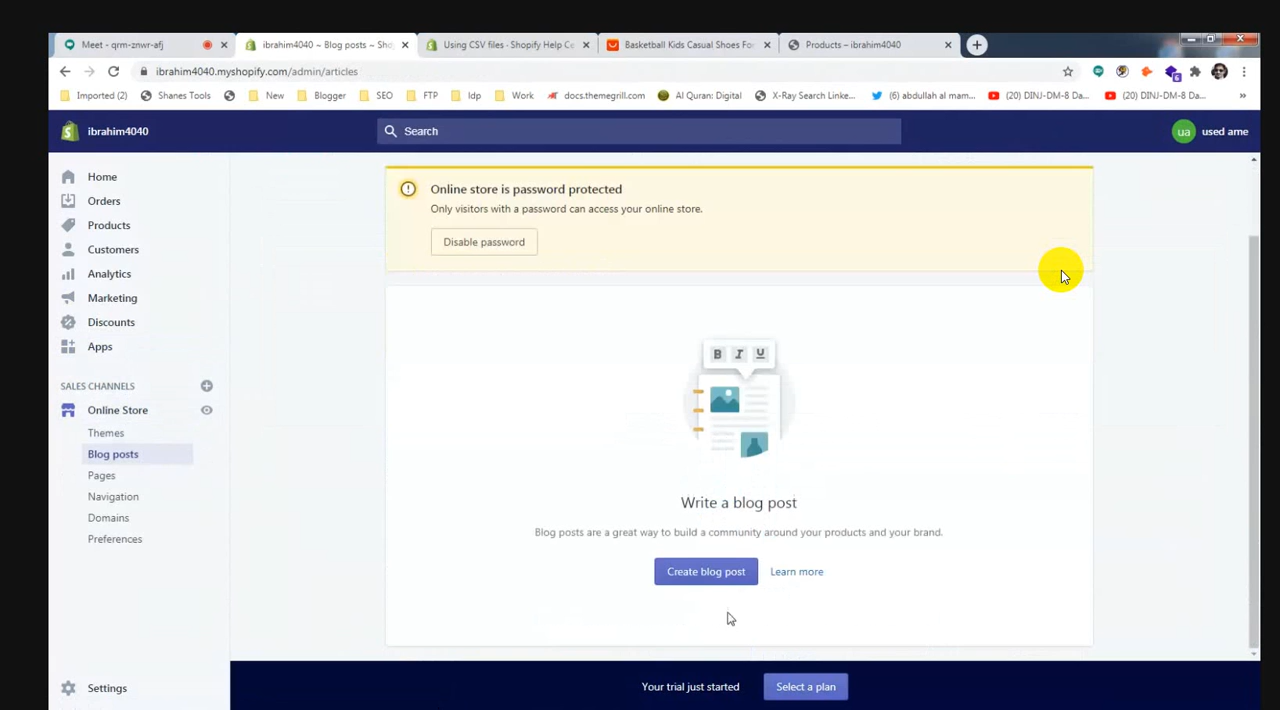 Meet - qrm-znwr-afj
ibrahim4040 ~ Blog posts ~ Sho
Using CSV files · Shopify Help Ce
Basketball Kids Casual Shoes For
Products – ibrahim4040
ibrahim4040.myshopify.com/admin/articles
Imported (2)
Shanes Tools
New
Blogger
SEO
FTP
Idp
Work
docs.themegrill.com
Al Quran: Digital
X-Ray Search Linke...
(6) abdullah al mam...
(20) DINJ-DM-8 Da...
(20) DINJ-DM-8 Da...
ibrahim4040
Search
ua
used ame
Home
Orders
Products
Customers
Analytics
Marketing
Discounts
Apps
SALES CHANNELS
Online Store
Themes
Blog posts
Pages
Navigation
Domains
Preferences
Settings
Online store is password protected
Only visitors with a password can access your online store.
Disable password
B I U
Write a blog post
Blog posts are a great way to build a community around your products and your brand.
Create blog post
Learn more
Your trial just started
Select a plan